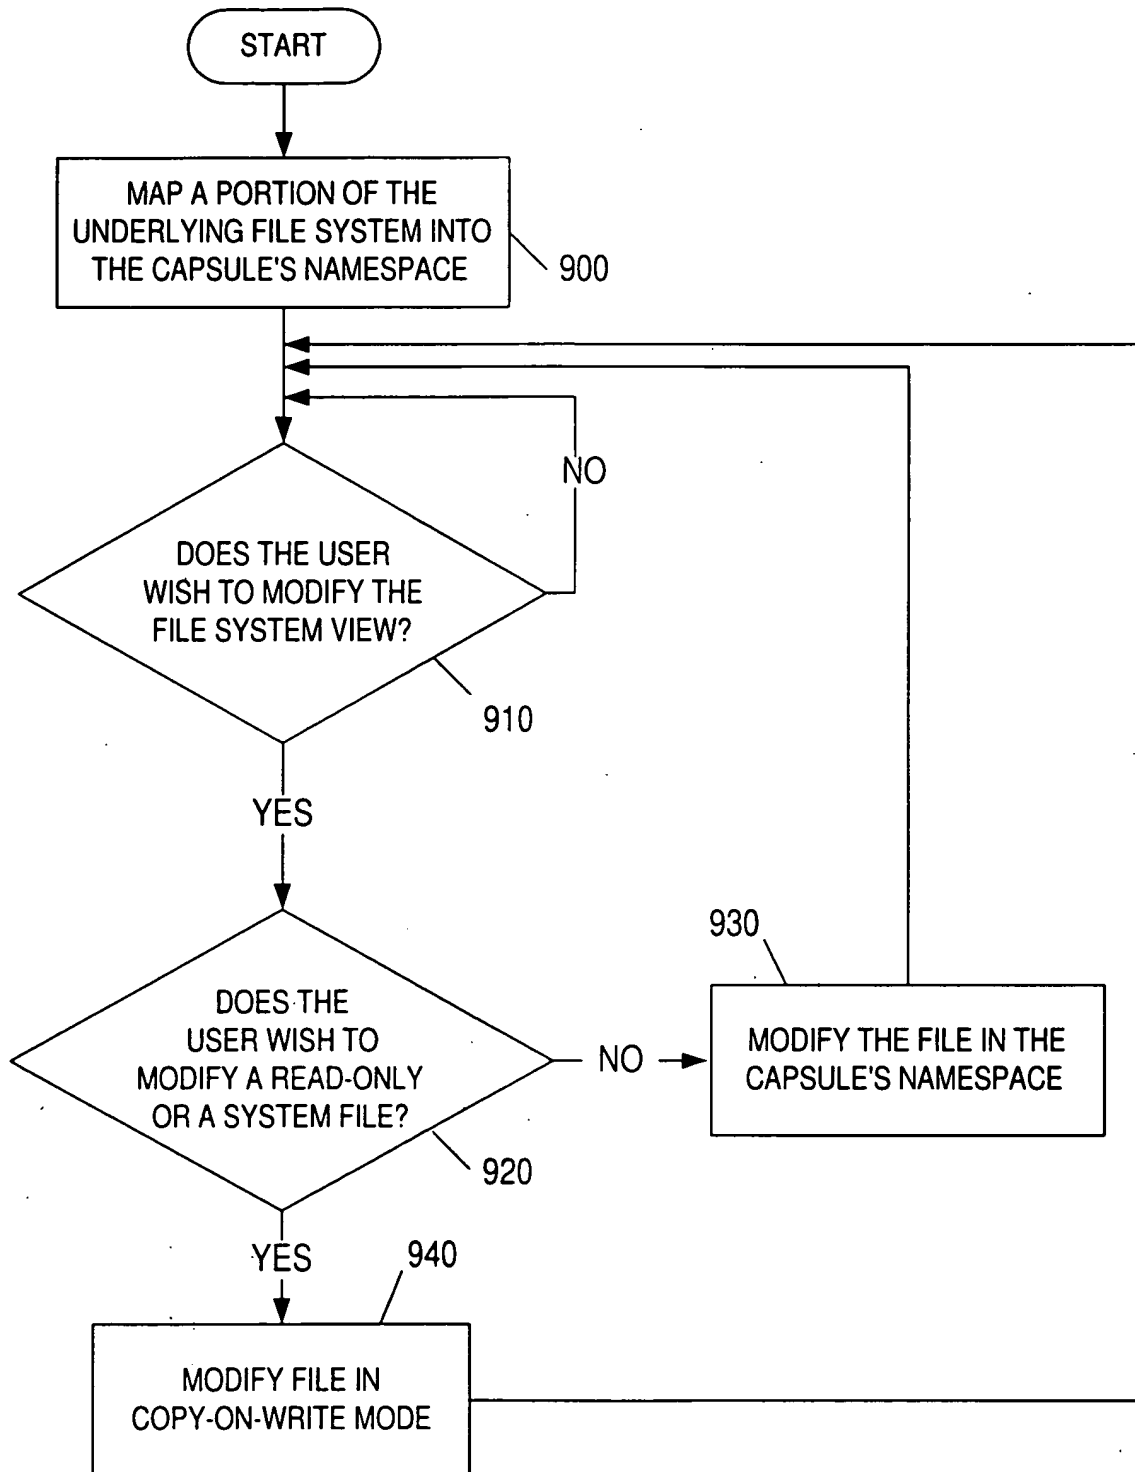 START
MAP A PORTION OF THE
UNDERLYING FILE SYSTEM INTO
THE CAPSULE'S NAMESPACE
900
NO
DOES THE USER
WISH TO MODIFY THE
FILE SYSTEM VIEW?
910
YES
930
DOES THE
USER WISH TO
MODIFY A READ-ONLY
OR A SYSTEM FILE?
NO
MODIFY THE FILE IN THE
CAPSULE'S NAMESPACE
920
YES
940
MODIFY FILE IN
COPY-ON-WRITE MODE